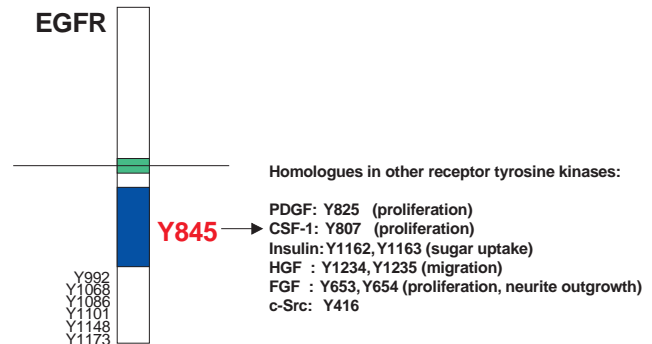 EGFR
Homologues in other receptor tyrosine kinases:
PDGF: Y825 (proliferation)
Y845
CSF-1: Y807 (proliferation)
Insulin: Y1162, Y1163 (sugar uptake)
HGF : Y1234, Y1235 (migration)
FGF : Y653, Y654 (proliferation, neurite outgrowth)
c-Src: Y416
Y992
Y1068
Y1086
Y1101
Y1148
Y1173